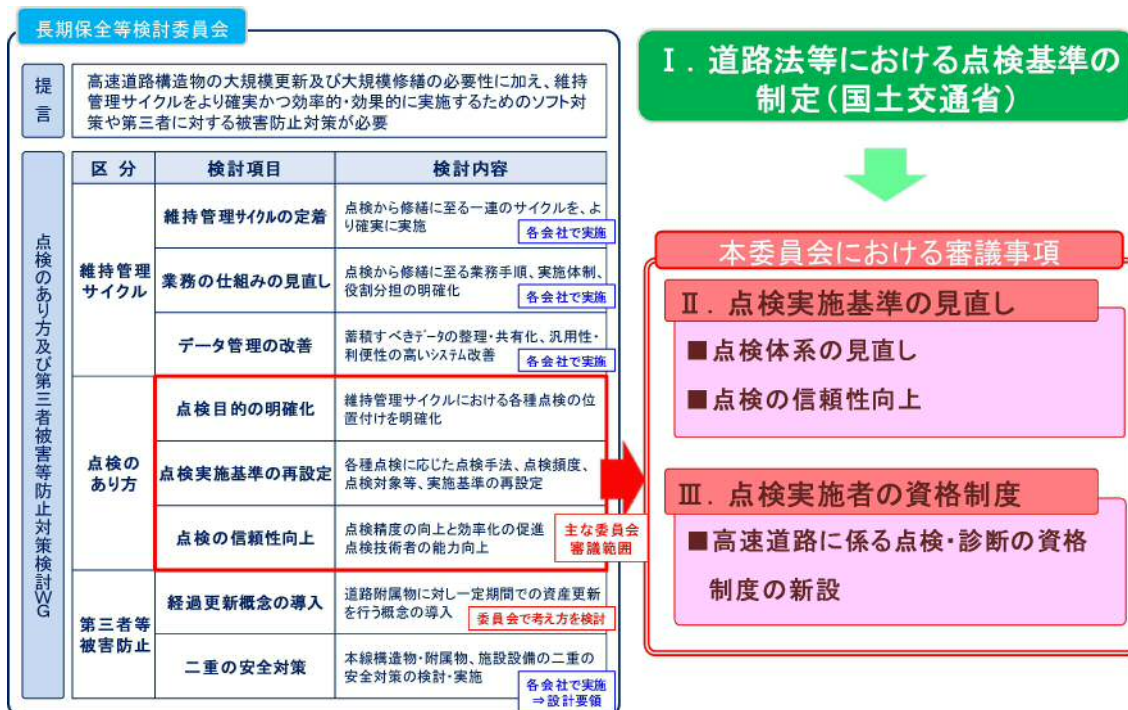 長期保全等検討委員会
提言
高速道路構造物の大規模更新及び大規模修繕の必要性に加え、維持
管理サイクルをより確実かつ効率的・効果的に実施するためのソフト対
策や第三者に対する被害防止対策が必要
点検のあり方及び第三者被害等防止対策検討WG
区 分
検討項目
検討内容
維持管理
サイクル
維持管理サイクルの定着
点検から修繕に至る一連のサイクルを、よ
り確実に実施
各会社で実施
業務の仕組みの見直し
点検から修繕に至る業務手順、実施体制、
役割分担の明確化
各会社で実施
データ管理の改善
蓄積すべきデータの整理・共有化、汎用性・
利便性の高いシステム改善
各会社で実施
点検の
あり方
点検目的の明確化
維持管理サイクルにおける各種点検の位
置付けを明確化
点検実施基準の再設定
各種点検に応じた点検手法、点検頻度、
点検対象等、実施基準の再設定
点検の信頼性向上
点検精度の向上と効率化の促進
点検技術者の能力向上
主な委員会
審議範囲
第三者等
被害防止
経過更新概念の導入
道路附属物に対し一定期間での資産更新
を行う概念の導入
委員会で考え方を検討
二重の安全対策
本線構造物・附属物、施設設備の二重の
安全対策の検討・実施
各会社で実施
⇒設計要領
Ⅰ．道路法等における点検基準の
制定（国土交通省）
本委員会における審議事項
Ⅱ．点検実施基準の見直し
■点検体系の見直し
■点検の信頼性向上
Ⅲ．点検実施者の資格制度
■高速道路に係る点検・診断の資格
制度の新設